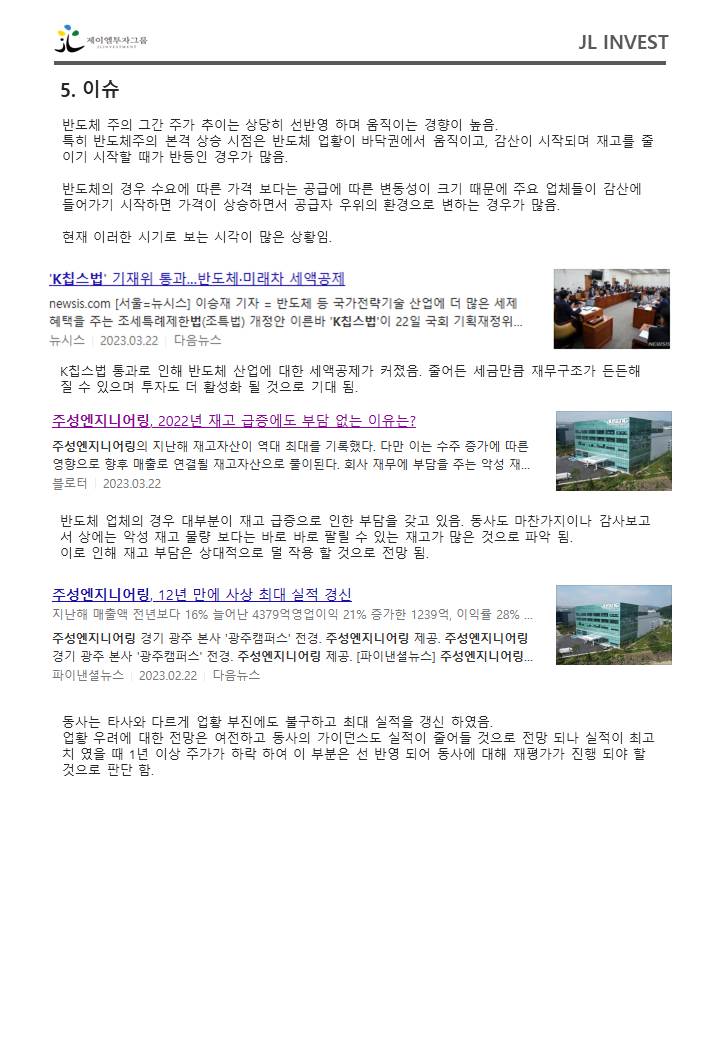 제이엘투자그룹
JLINVESTMENT
JL INVEST
5. 이슈
반도체 주의 그간 주가 추이는 상당히 선반영 하며 움직이는 경향이 높음.
특히 반도체주의 본격 상승 시점은 반도체 업황이 바닥권에서 움직이고, 감산이 시작되며 재고를 줄
이기 시작할 때가 반등인 경우가 많음.
반도체의 경우 수요에 따른 가격 보다는 공급에 따른 변동성이 크기 때문에 주요 업체들이 감산에
들어가기 시작하면 가격이 상승하면서 공급자 우위의 환경으로 변하는 경우가 많음.
현재 이러한 시기로 보는 시각이 많은 상황임.
'K칩스법' 기재위 통과...반도체·미래차 세액공제
newsis.com [서울=뉴시스] 이승재 기자 = 반도체 등 국가전략기술 산업에 더 많은 세제
혜택을 주는 조세특례제한법(조특법) 개정안 이른바 'K칩스법'이 22일 국회 기획재정위...
뉴시스 | 2023.03.22 | 다음뉴스
NEWSIS
K칩스법 통과로 인해 반도체 산업에 대한 세액공제가 커졌음. 줄어든 세금만큼 재무구조가 든든해
질 수 있으며 투자도 더 활성화 될 것으로 기대 됨.
주성엔지니어링, 2022년 재고 급증에도 부담 없는 이유는?
주성엔지니어링의 지난해 재고자산이 역대 최대를 기록했다. 다만 이는 수주 증가에 따른
영향으로 향후 매출로 연결될 재고자산으로 풀이된다. 회사 재무에 부담을 주는 악성 재...
블로터 | 2023.03.22
반도체 업체의 경우 대부분이 재고 급증으로 인한 부담을 갖고 있음. 동사도 마찬가지이나 감사보고
서 상에는 악성 재고 물량 보다는 바로 바로 팔릴 수 있는 재고가 많은 것으로 파악 됨.
이로 인해 재고 부담은 상대적으로 덜 작용 할 것으로 전망 됨.
주성엔지니어링, 12년 만에 사상 최대 실적 경신
지난해 매출액 전년보다 16% 늘어난 4379억영업이익 21% 증가한 1239억, 이익률 28% ...
주성엔지니어링 경기 광주 본사 '광주캠퍼스' 전경. 주성엔지니어링 제공. 주성엔지니어링
경기 광주 본사 '광주캠퍼스' 전경. 주성엔지니어링 제공. [파이낸셜뉴스] 주성엔지니어링...
파이낸셜뉴스 | 2023.02.22 | 다음뉴스
동사는 타사와 다르게 업황 부진에도 불구하고 최대 실적을 갱신 하였음.
업황 우려에 대한 전망은 여전하고 동사의 가이던스도 실적이 줄어들 것으로 전망 되나 실적이 최고
치 였을 때 1년 이상 주가가 하락 하여 이 부분은 선 반영 되어 동사에 대해 재평가가 진행 되야 할
것으로 판단 함.